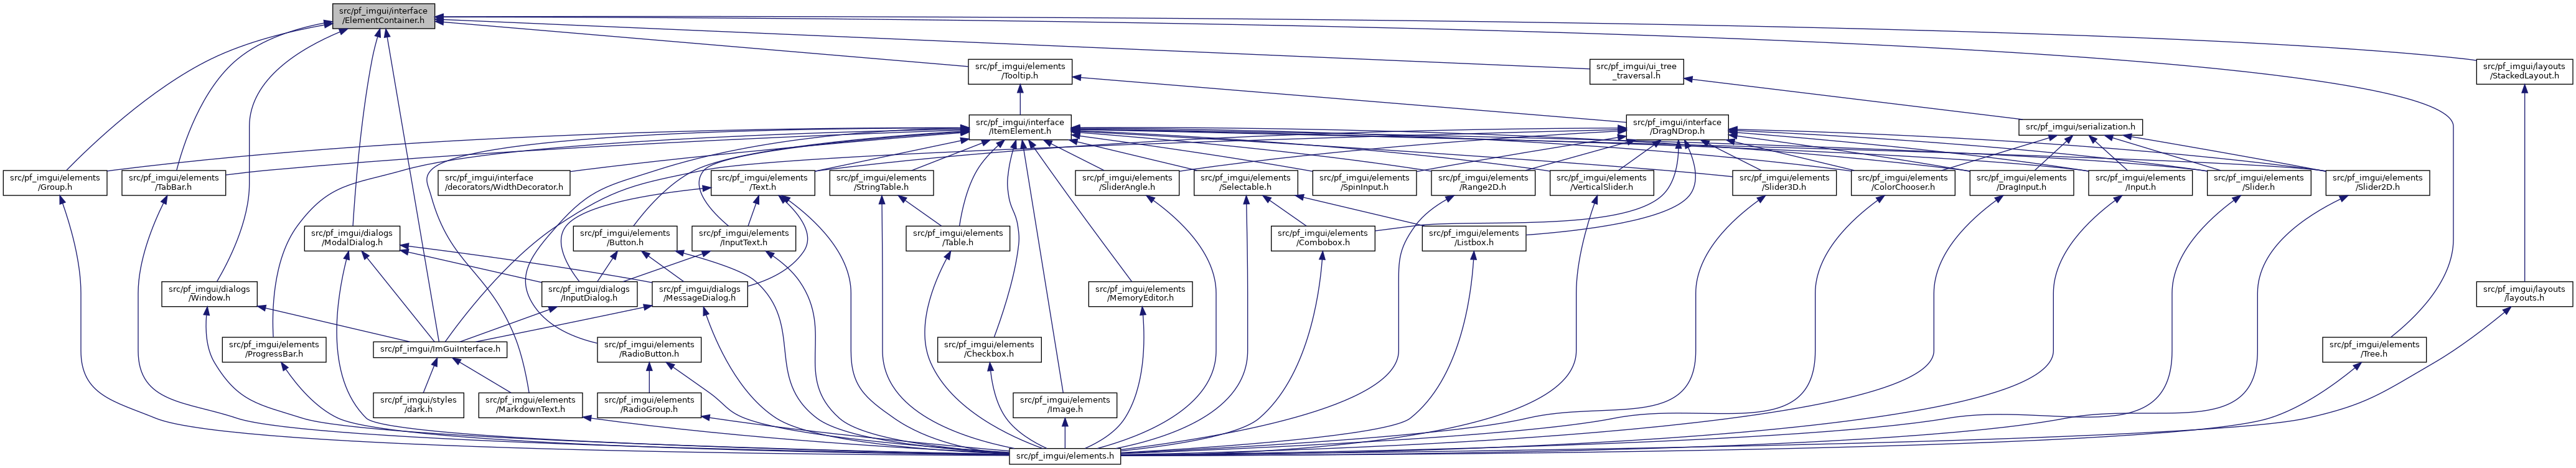 src/pf_imgui/interface
/ElementContainer.h
src/pf_imgui/elements
/Tooltip.h
src/pf_imgui/ui_tree
_traversal.h
src/pf_imgui/layouts
/StackedLayout.h
src/pf_imgui/interface
/ItemElement.h
src/pf_imgui/interface
/DragNDrop.h
src/pf_imgui/serialization.h
src/pf_imgui/elements
/Group.h
src/pf_imgui/elements
/TabBar.h
src/pf_imgui/interface
/decorators/WidthDecorator.h
src/pf_imgui/elements
/Text.h
src/pf_imgui/elements
/StringTable.h
src/pf_imgui/elements
/SliderAngle.h
src/pf_imgui/elements
/Selectable.h
src/pf_imgui/elements
/SpinInput.h
src/pf_imgui/elements
/Range2D.h
src/pf_imgui/elements
/VerticalSlider.h
src/pf_imgui/elements
/Slider3D.h
src/pf_imgui/elements
/ColorChooser.h
src/pf_imgui/elements
/DragInput.h
src/pf_imgui/elements
/Input.h
src/pf_imgui/elements
/Slider.h
src/pf_imgui/elements
/Slider2D.h
src/pf_imgui/dialogs
/ModalDialog.h
src/pf_imgui/elements
/Button.h
src/pf_imgui/elements
/InputText.h
src/pf_imgui/elements
/Table.h
src/pf_imgui/elements
/Combobox.h
src/pf_imgui/elements
/Listbox.h
src/pf_imgui/dialogs
/Window.h
src/pf_imgui/dialogs
/InputDialog.h
src/pf_imgui/dialogs
/MessageDialog.h
src/pf_imgui/elements
/MemoryEditor.h
src/pf_imgui/layouts
/layouts.h
src/pf_imgui/elements
/ProgressBar.h
src/pf_imgui/ImGuiInterface.h
src/pf_imgui/elements
/RadioButton.h
src/pf_imgui/elements
/Checkbox.h
src/pf_imgui/elements
/Tree.h
src/pf_imgui/styles
/dark.h
src/pf_imgui/elements
/MarkdownText.h
src/pf_imgui/elements
/RadioGroup.h
src/pf_imgui/elements
/Image.h
src/pf_imgui/elements.h